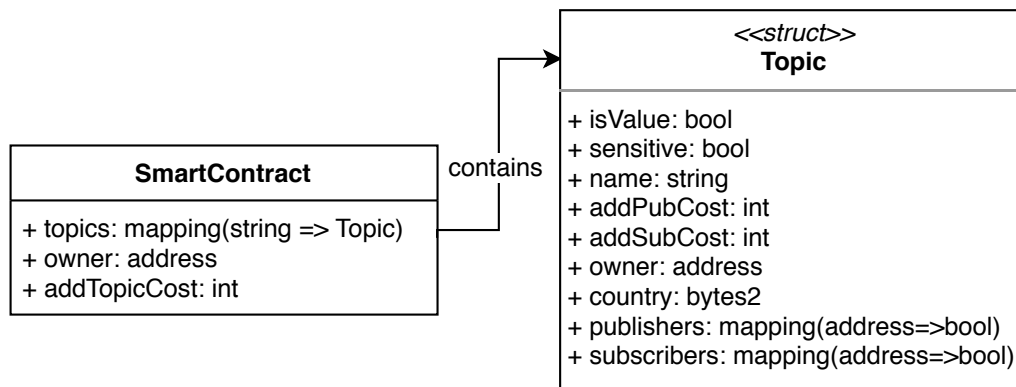 SmartContract
+ topics: mapping(string => Topic)
+ owner: address
+ addTopicCost: int
contains
<<struct>>
Topic
+ isValue: bool
+ sensitive: bool
+ name: string
+ addPubCost: int
+ addSubCost: int
+ owner: address
+ country: bytes2
+ publishers: mapping(address=>bool)
+ subscribers: mapping(address=>bool)